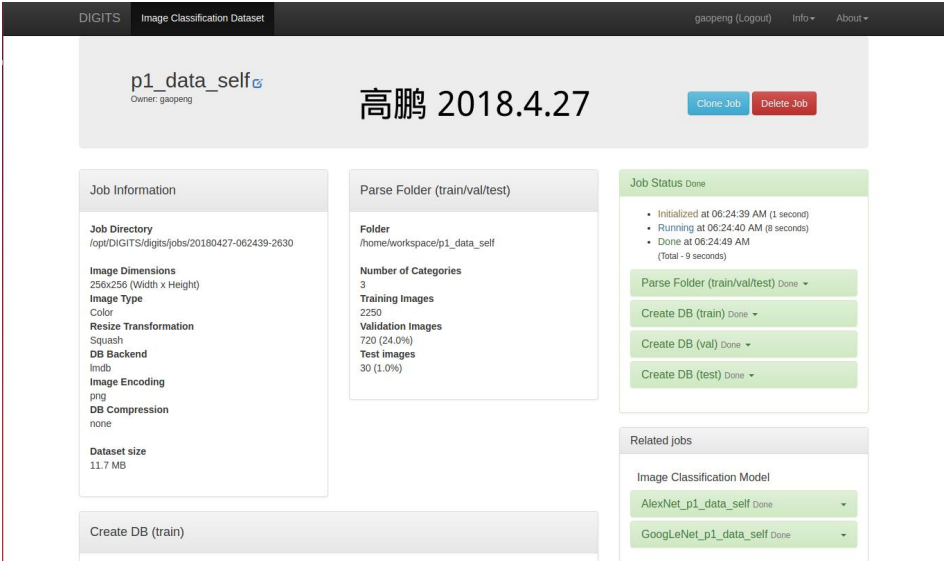 DIGITS Image Classification Dataset gaopeng (Logout) Info About
p1_data_self
Owner: gaopeng
高鹏 2018.4.27
Clone Job Delete Job
Job Information
Job Directory
/opt/DIGITS/digits/jobs/20180427-062439-2630
Image Dimensions
256x256 (Width x Height)
Image Type
Color
Resize Transformation
Squash
DB Backend
lmdb
Image Encoding
png
DB Compression
none
Dataset size
11.7 MB
Parse Folder (train/val/test)
Folder
/home/workspace/p1_data_self
Number of Categories
3
Training Images
2250
Validation Images
720 (24.0%)
Test images
30 (1.0%)
Job Status Done
Initialized at 06:24:39 AM (1 second)
Running at 06:24:40 AM (8 seconds)
Done at 06:24:49 AM
(Total - 9 seconds)
Parse Folder (train/val/test) Done
Create DB (train) Done
Create DB (val) Done
Create DB (test) Done
Related jobs
Image Classification Model
AlexNet_p1_data_self Done
GoogLeNet_p1_data_self Done
Create DB (train)